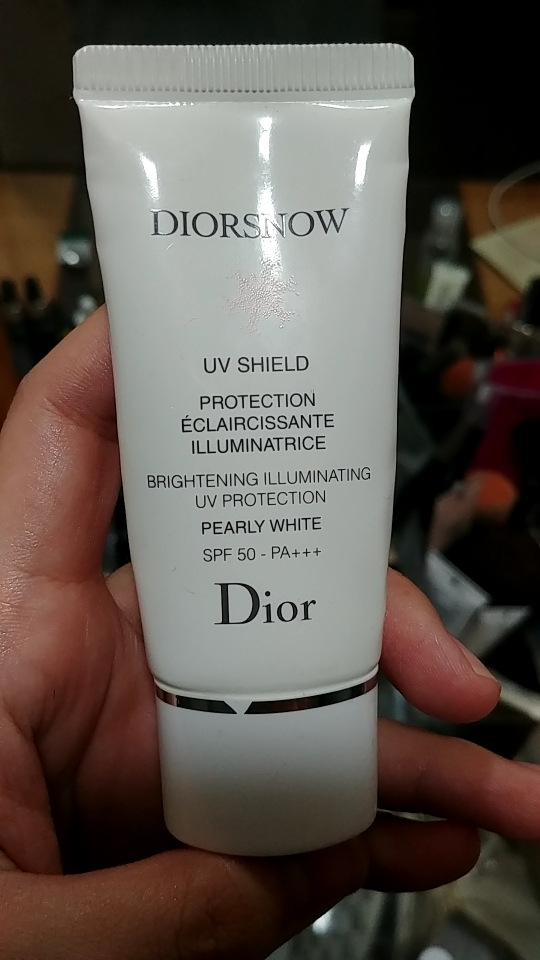 DIORSNOW
UV SHIELD
PROTECTION
ÉCLAIRCISSANTE
ILLUMINATRICE
BRIGHTENING ILLUMINATING
UV PROTECTION
PEARLY WHITE
SPF 50 - PA+++
Dior